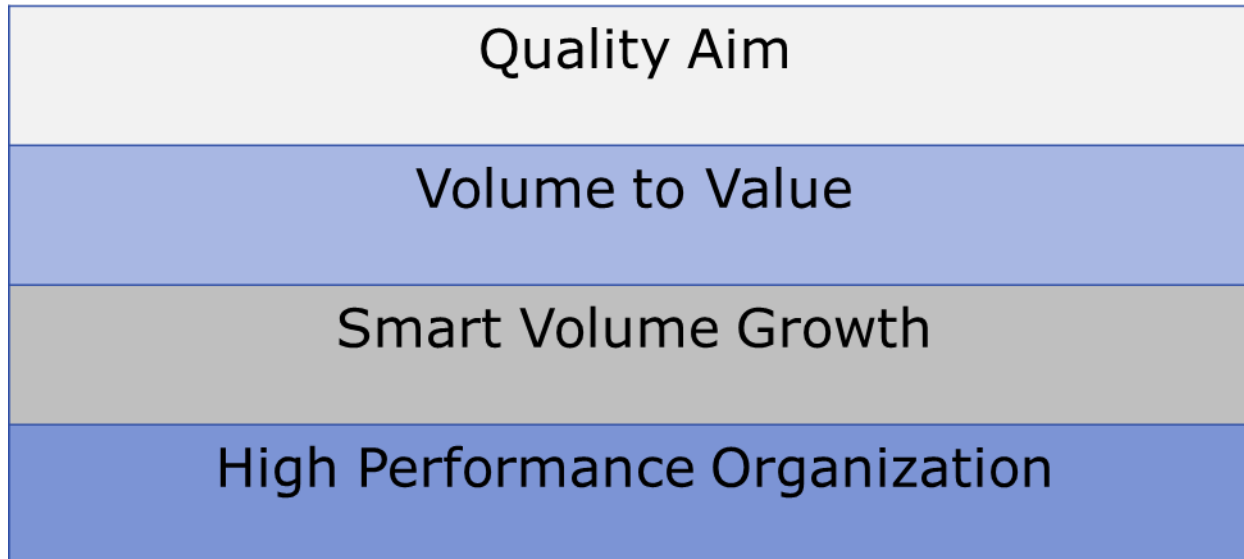 Quality Aim
Volume to Value
Smart Volume Growth
High Performance Organization